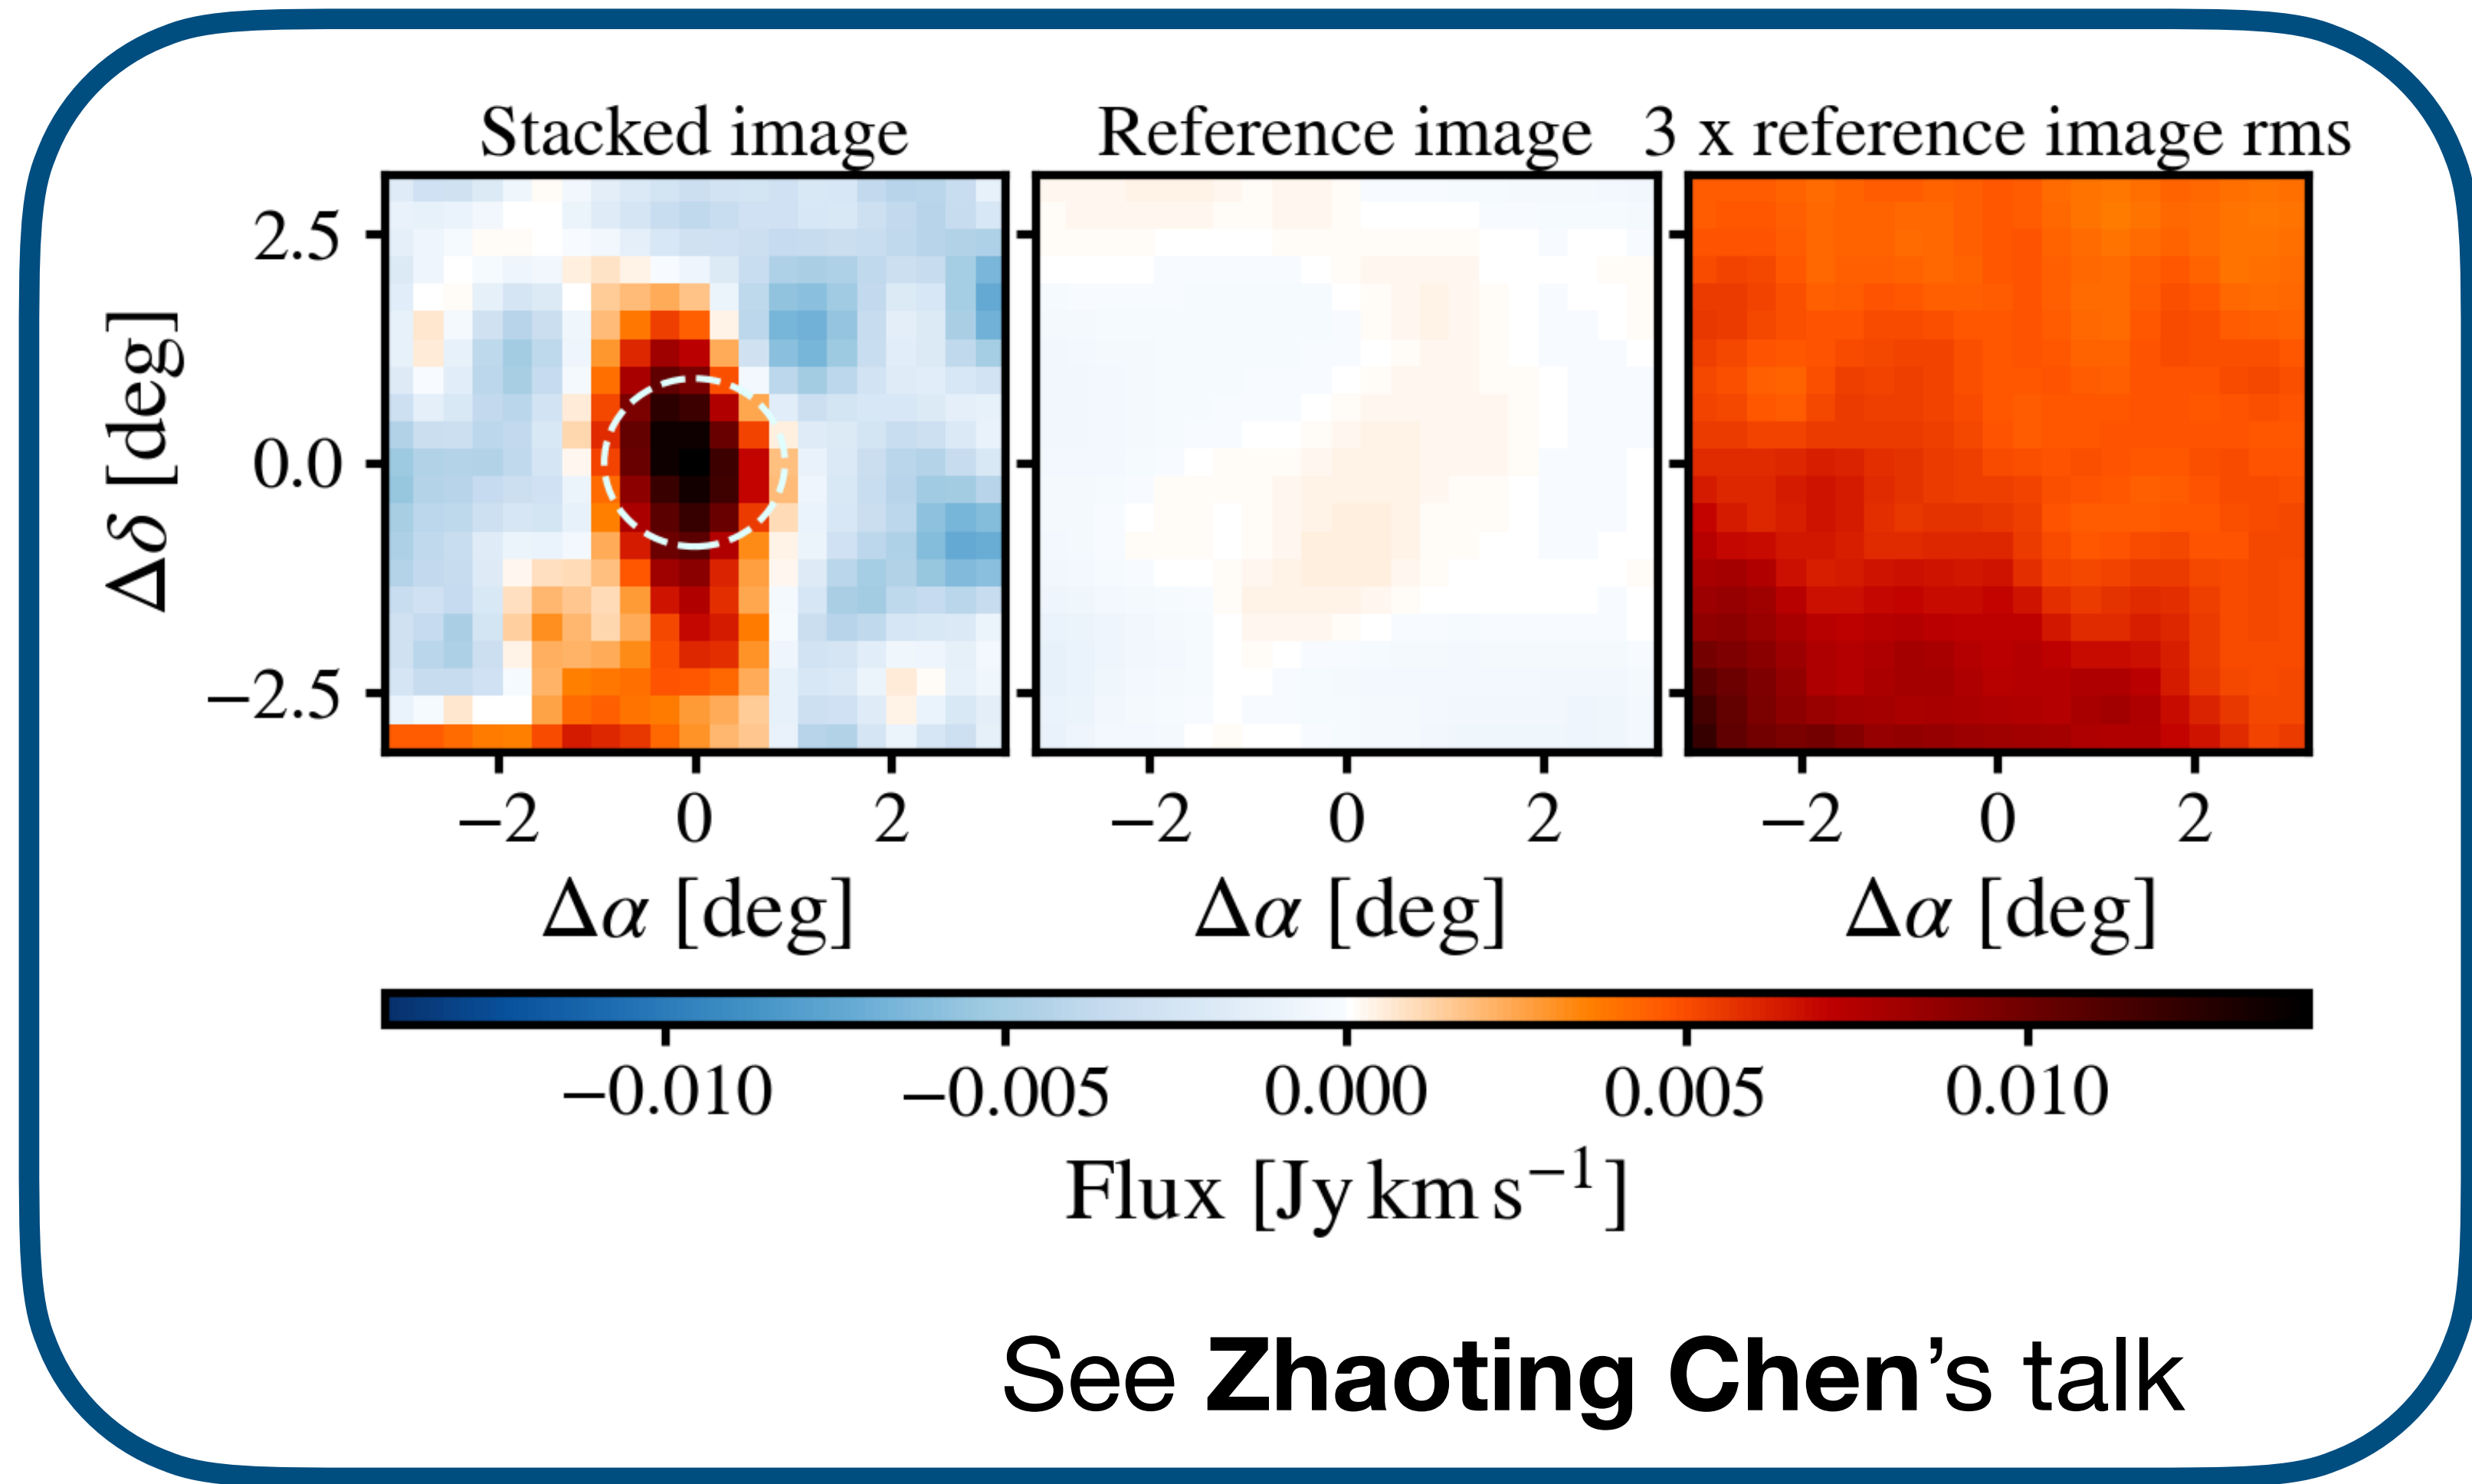 Stacked image Reference image 3 x reference image rms
2.5
0.0
−2.5
Δδ [deg]
−2 0 2 −2 0 2 −2 0 2
Δα [deg] Δα [deg] Δα [deg]
−0.010 −0.005 0.000 0.005 0.010
Flux [Jy km s⁻¹]
See Zhaoting Chen’s talk